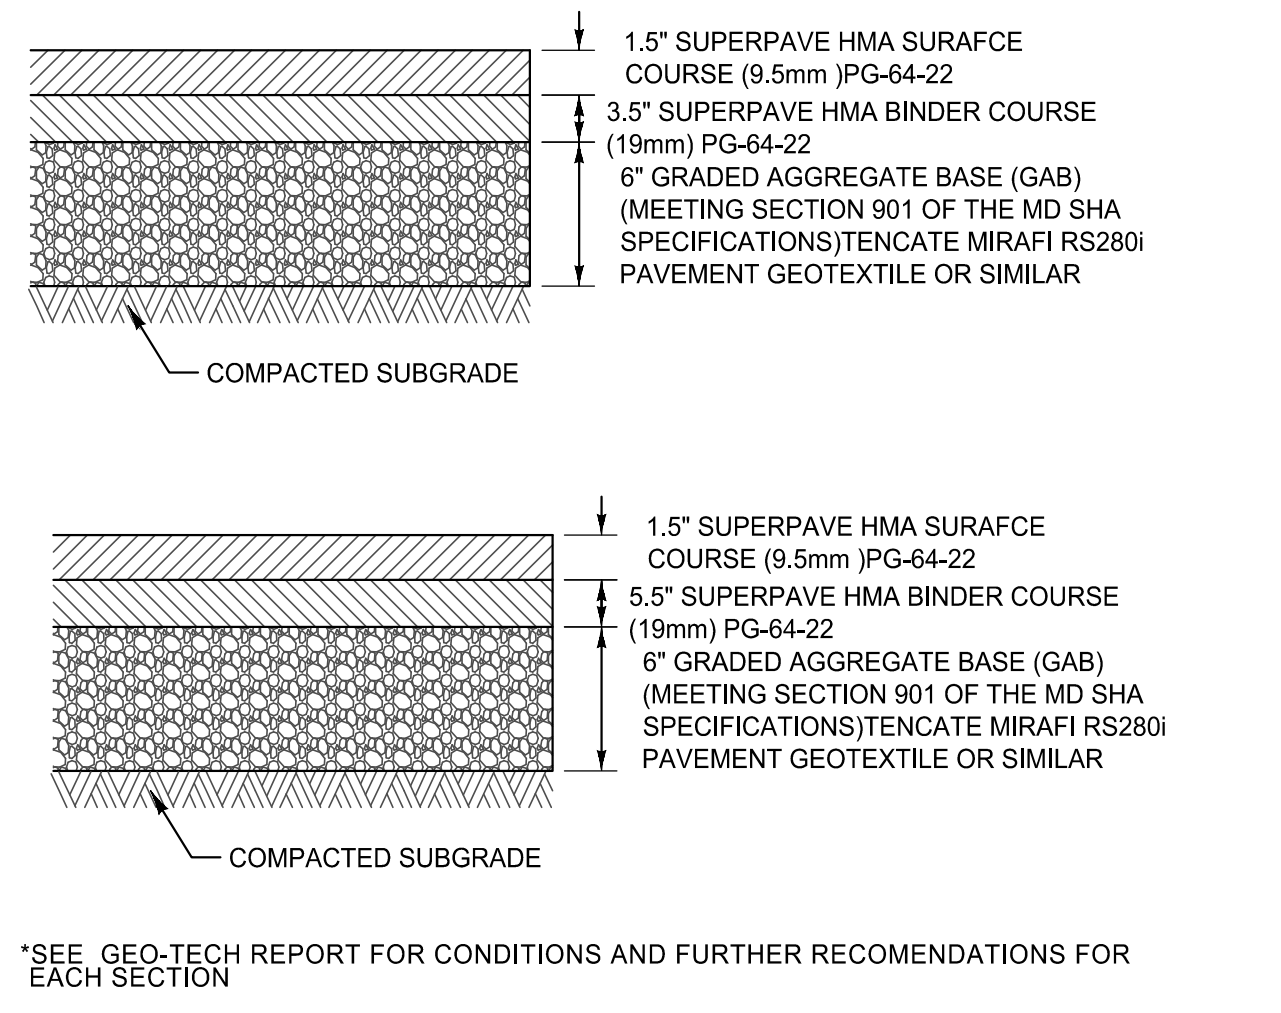 1.5" SUPERPAVE HMA SURAFCE
COURSE (9.5mm )PG-64-22
3.5" SUPERPAVE HMA BINDER COURSE
(19mm) PG-64-22
6" GRADED AGGREGATE BASE (GAB)
(MEETING SECTION 901 OF THE MD SHA
SPECIFICATIONS)TENCATE MIRAFI RS280i
PAVEMENT GEOTEXTILE OR SIMILAR
COMPACTED SUBGRADE
1.5" SUPERPAVE HMA SURAFCE
COURSE (9.5mm )PG-64-22
5.5" SUPERPAVE HMA BINDER COURSE
(19mm) PG-64-22
6" GRADED AGGREGATE BASE (GAB)
(MEETING SECTION 901 OF THE MD SHA
SPECIFICATIONS)TENCATE MIRAFI RS280i
PAVEMENT GEOTEXTILE OR SIMILAR
COMPACTED SUBGRADE
*SEE  GEO-TECH REPORT FOR CONDITIONS AND FURTHER RECOMENDATIONS FOR
EACH SECTION